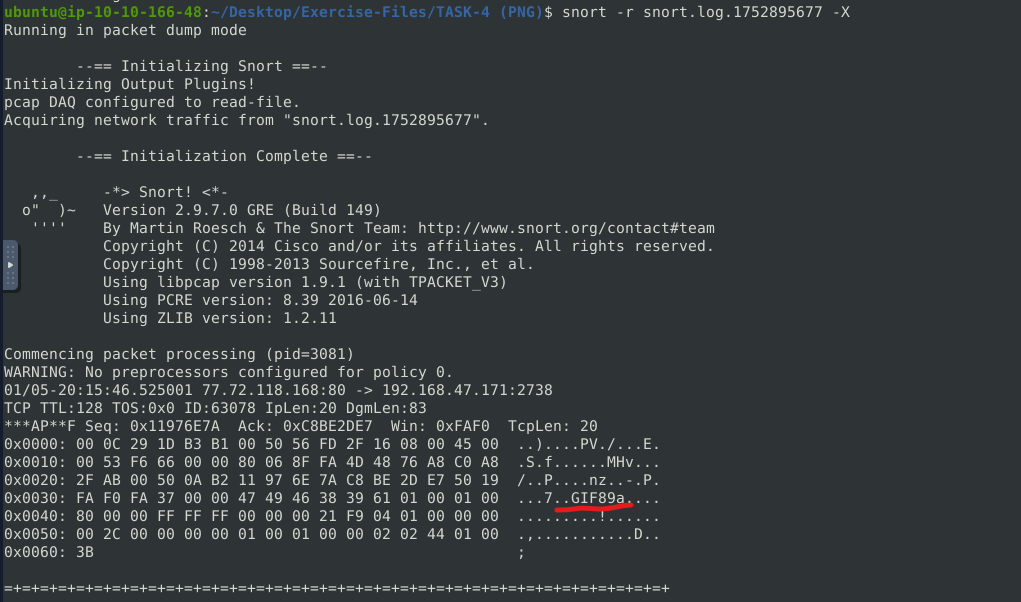 ubuntu@ip-10-10-166-48:~/Desktop/Exercise-Files/TASK-4 (PNG)$ snort -r snort.log.1752895677 -X
Running in packet dump mode

        --== Initializing Snort ==--
Initializing Output Plugins!
pcap DAQ configured to read-file.
Acquiring network traffic from "snort.log.1752895677".

        --== Initialization Complete ==--

   ,,_     -*> Snort! <*-
  o"  )~   Version 2.9.7.0 GRE (Build 149)
   ''''    By Martin Roesch & The Snort Team: http://www.snort.org/contact#team
           Copyright (C) 2014 Cisco and/or its affiliates. All rights reserved.
           Copyright (C) 1998-2013 Sourcefire, Inc., et al.
           Using libpcap version 1.9.1 (with TPACKET_V3)
           Using PCRE version: 8.39 2016-06-14
           Using ZLIB version: 1.2.11

Commencing packet processing (pid=3081)
WARNING: No preprocessors configured for policy 0.
01/05-20:15:46.525001 77.72.118.168:80 -> 192.168.47.171:2738
TCP TTL:128 TOS:0x0 ID:63078 IpLen:20 DgmLen:83
***AP**F Seq: 0x11976E7A  Ack: 0xC8BE2DE7  Win: 0xFAF0  TcpLen: 20
0x0000: 00 0C 29 1D B3 B1 00 50 56 FD 2F 16 08 00 45 00  ..)....PV./...E.
0x0010: 00 53 F6 66 00 00 80 06 8F FA 4D 48 76 A8 C0 A8  .S.f......MHv...
0x0020: 2F AB 00 50 0A B2 11 97 6E 7A C8 BE 2D E7 50 19  /..P....nz..-.P.
0x0030: FA F0 FA 37 00 00 47 49 46 38 39 61 01 00 01 00  ...7..GIF89a....
0x0040: 80 00 00 FF FF FF 00 00 00 21 F9 04 01 00 00 00  .........!......
0x0050: 00 2C 00 00 00 00 01 00 01 00 00 02 02 44 01 00  .,...........D..
0x0060: 3B                                               ;

=+=+=+=+=+=+=+=+=+=+=+=+=+=+=+=+=+=+=+=+=+=+=+=+=+=+=+=+=+=+=+=+=+=+=+=+=+